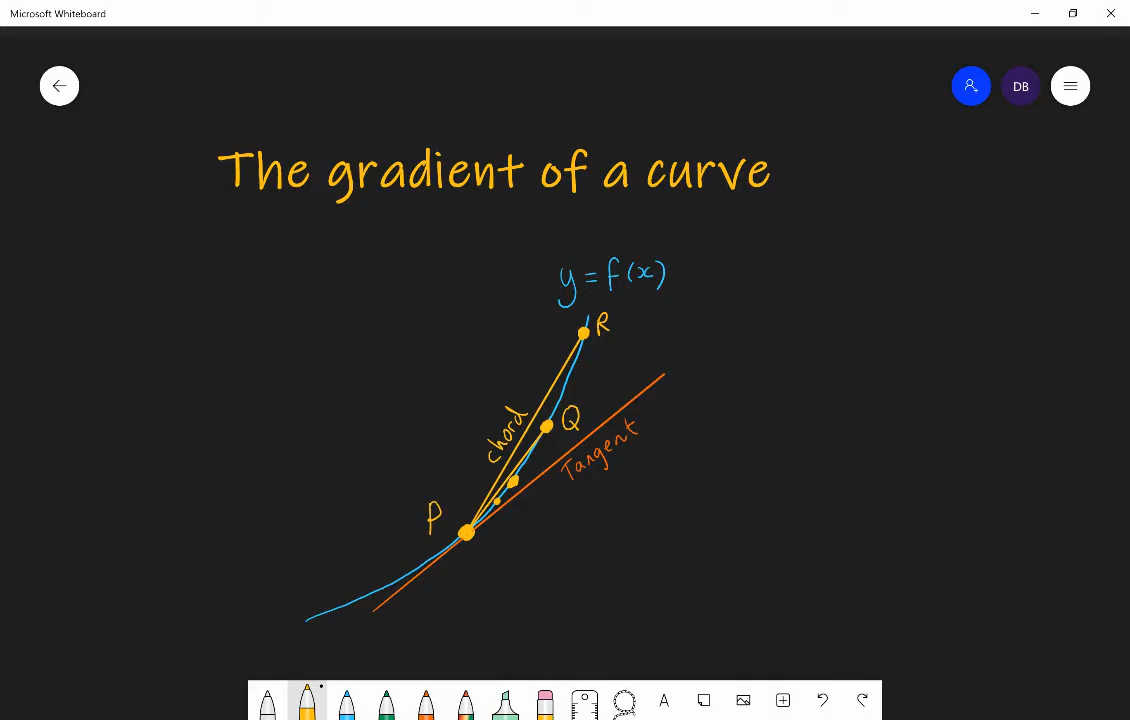 Microsoft Whiteboard
DB
The gradient of a curve
y = f(x)
R
chord
Q
Tangent
P
A